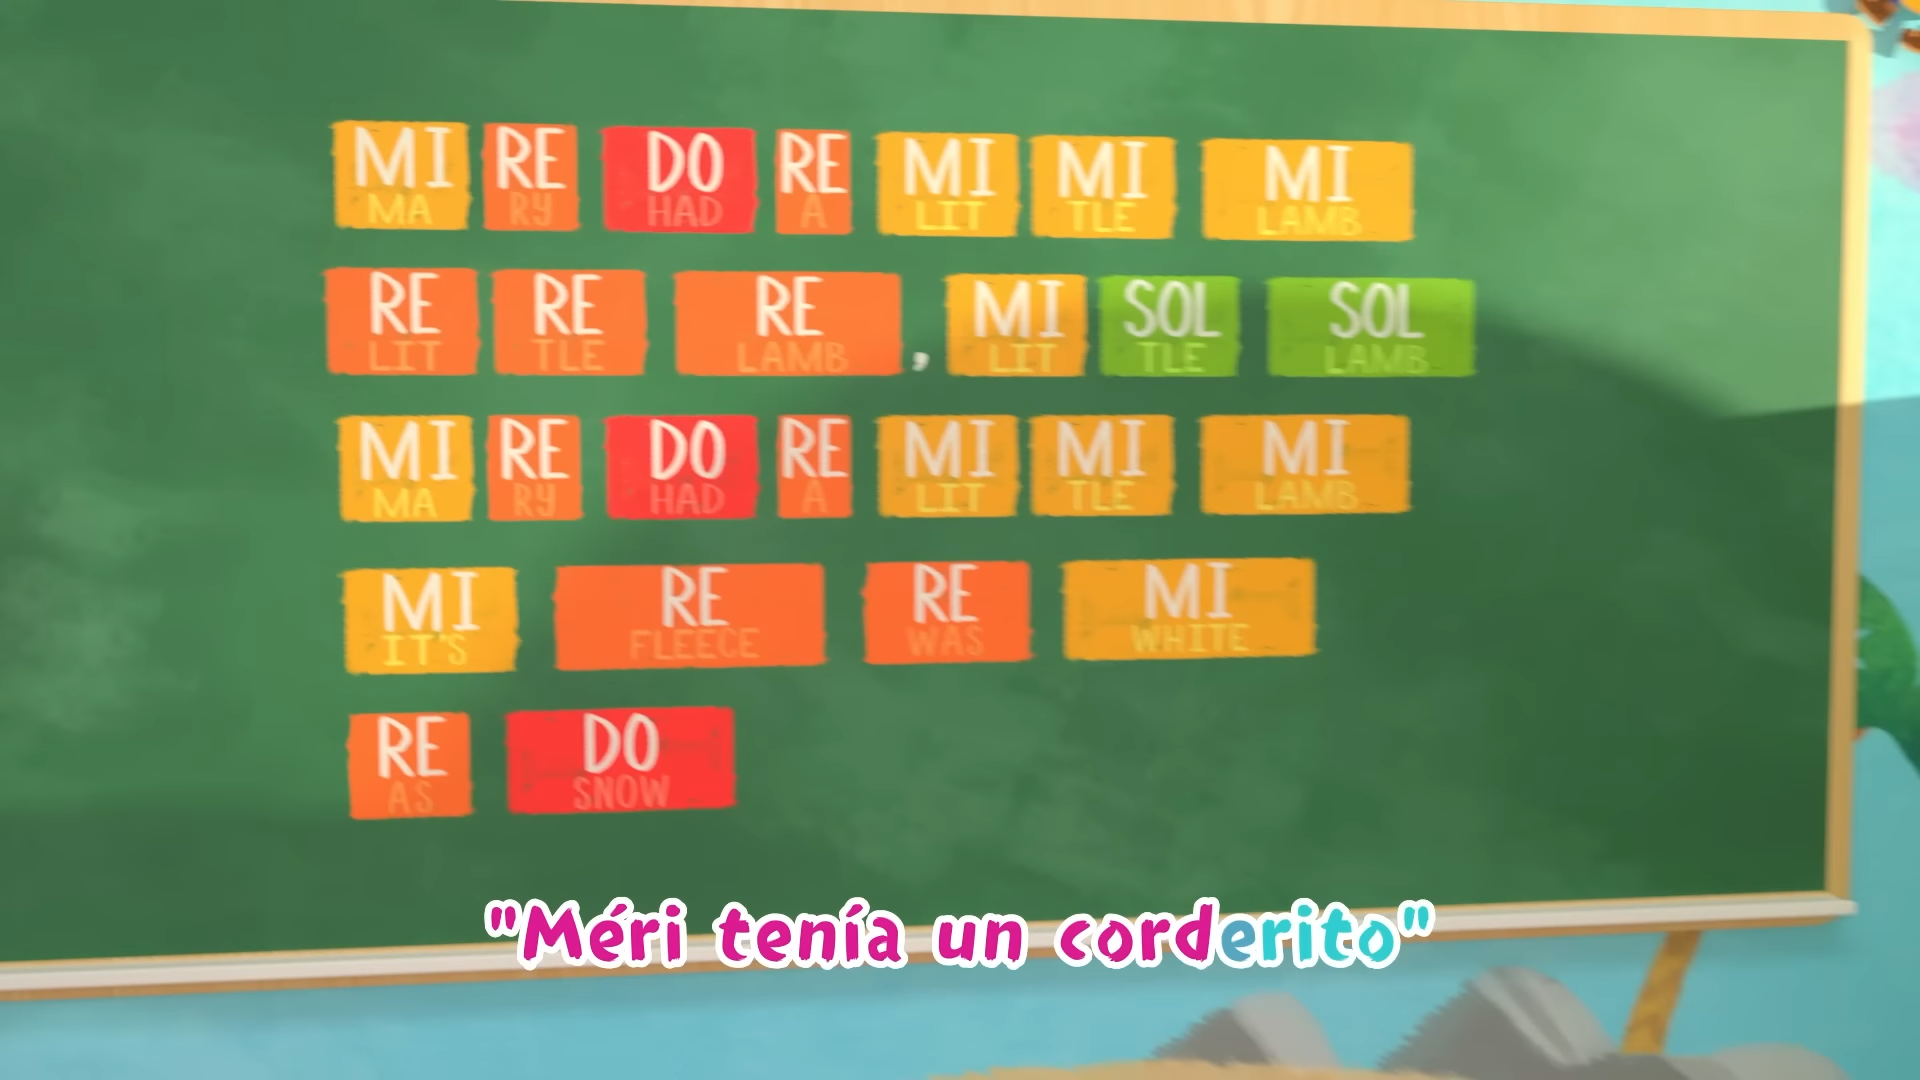 MI RE DO RE MI MI MI
MA RY HAD A LIT TLE LAMB
RE RE RE , MI SOL SOL
LIT TLE LAMB LIT TLE LAMB
MI RE DO RE MI MI MI
MA RY HAD A LIT TLE LAMB
MI RE RE MI
IT'S FLEECE WAS WHITE
RE DO
AS SNOW
"Méri tenía un corderito"